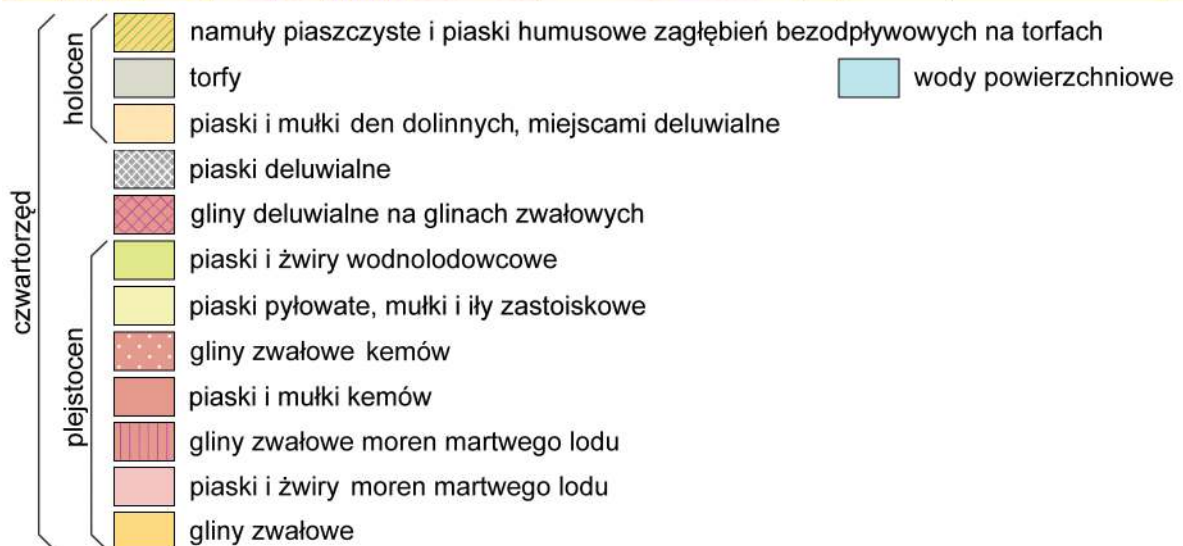 namuły piaszczyste i piaski humusowe zagłębień bezodpływowych na torfach
torfy
wody powierzchniowe
piaski i mułki den dolinnych, miejscami deluwialne
holocen
piaski deluwialne
gliny deluwialne na glinach zwałowych
czwartorzęd
piaski i żwiry wodnolodowcowe
piaski pyłowate, mułki i iły zastoiskowe
gliny zwałowe kemów
piaski i mułki kemów
plejstocen
gliny zwałowe moren martwego lodu
piaski i żwiry moren martwego lodu
gliny zwałowe